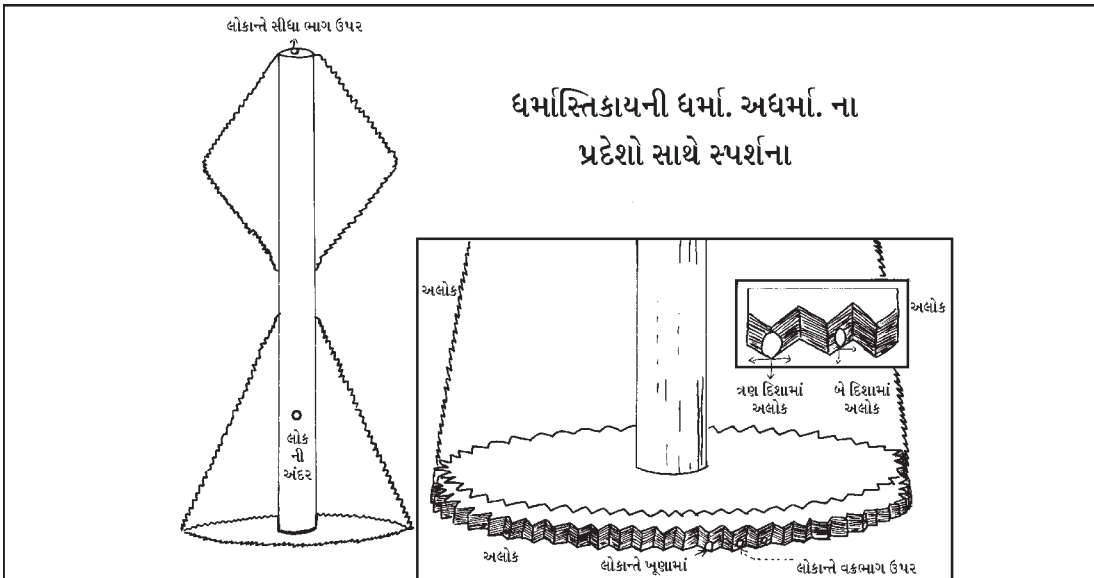 લોકાન્તે સીધા ભાગ ઉપર
ધર્માસ્તિકાયની ધર્મા. અધર્મા. ના
પ્રદેશો સાથે સ્પર્શના
અલોક
અલોક
ત્રણ દિશામાં
અલોક
બે દિશામાં
અલોક
લોક
ની
અંદર
અલોક
લોકાન્તે ખૂણામાં
લોકાન્તે વક્રભાગ ઉપર